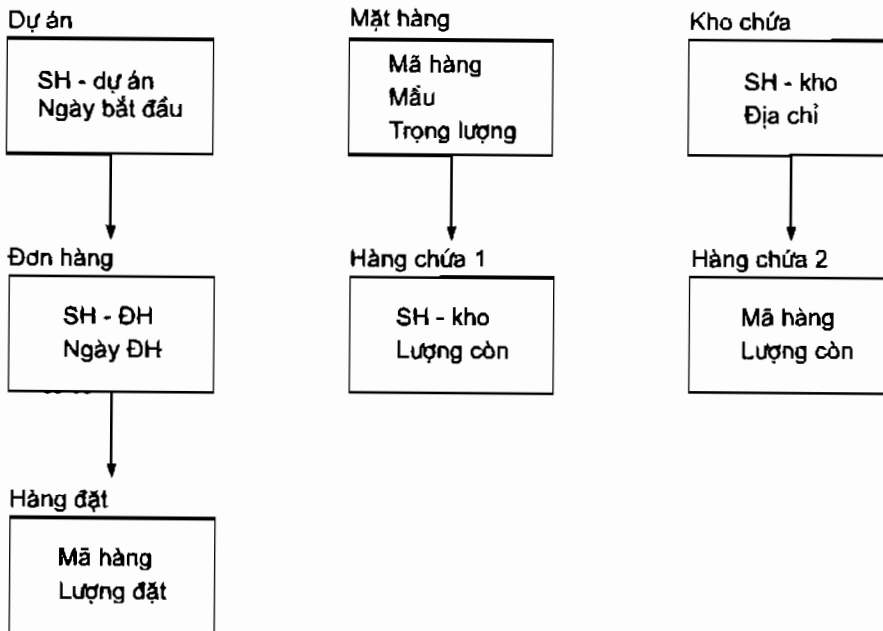 Dự án
SH - dự án
Ngày bắt đầu
Đơn hàng
SH - ĐH
Ngày ĐH
Hàng đặt
Mã hàng
Lượng đặt
Mặt hàng
Mã hàng
Mẩu
Trọng lượng
Hàng chứa 1
SH - kho
Lượng còn
Kho chứa
SH - kho
Địa chỉ
Hàng chứa 2
Mã hàng
Lượng còn